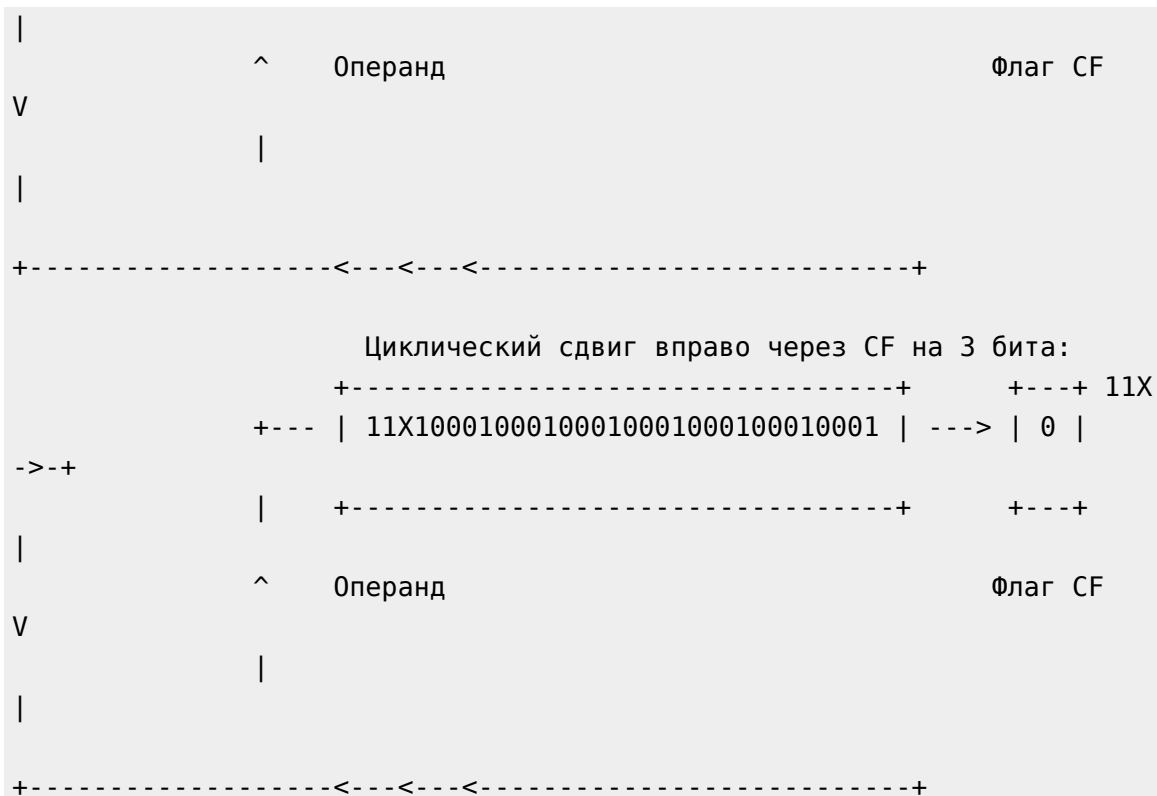 |
^ Операнд Флаг CF
V
|
|
+-------------------<---<---<---------------------------+
Циклический сдвиг вправо через CF на 3 бита:
+----------------------------------+ +---+ 11X
+--- | 11X10001000100010001000100010001 | ---> | 0 |
->-+
| +----------------------------------+ +---+
|
^ Операнд Флаг CF
V
|
|
+-------------------<---<---<---------------------------+